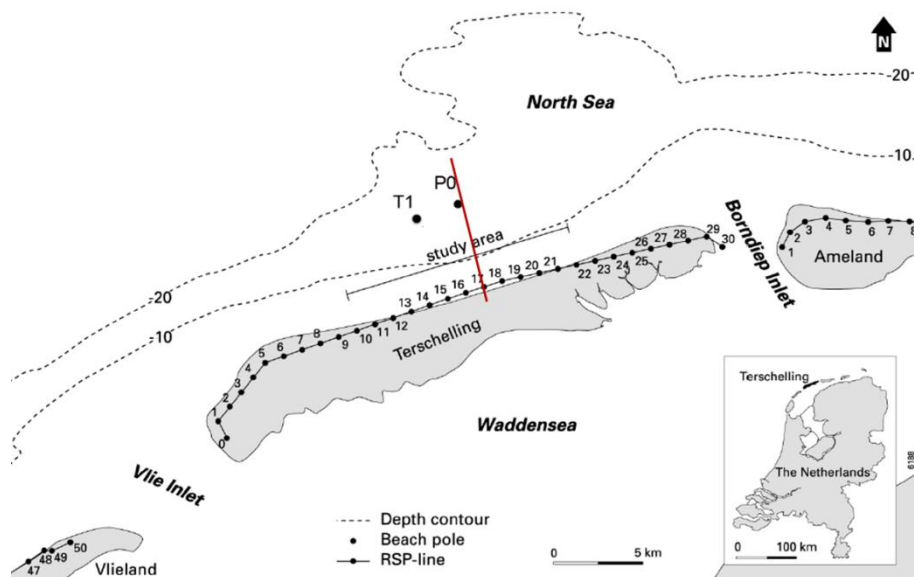 N
-20
North Sea
-10
P0
T1
study area
Borndiep Inlet
29
30
28
27
26
25
24
23
22
21
20
19
18
17
16
15
14
13
12
11
10
9
8
7
6
5
4
3
2
1
0
1
2
3
4
5
6
7
8
Ameland
-20
-10
Terschelling
Waddensea
Vlie Inlet
50
49
48
47
Vlieland
Depth contour
Beach pole
RSP-line
0 5 km
Terschelling
The Netherlands
0 100 km
6188